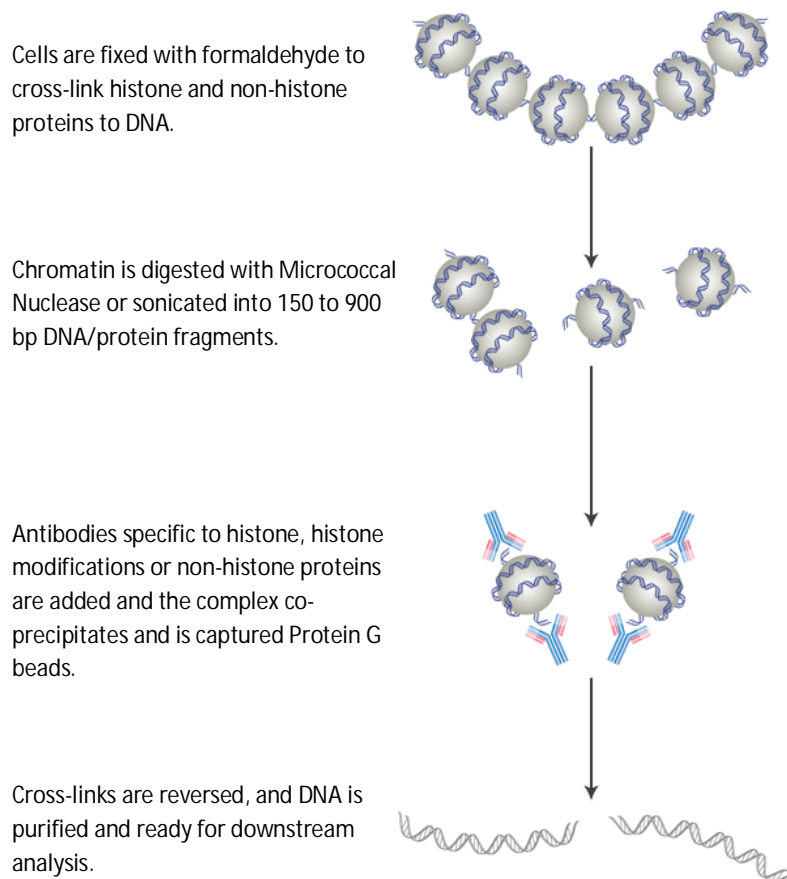 Cells are fixed with formaldehyde to
cross-link histone and non-histone
proteins to DNA.
Chromatin is digested with Micrococcal
Nuclease or sonicated into 150 to 900
bp DNA/protein fragments.
Antibodies specific to histone, histone
modifications or non-histone proteins
are added and the complex co-
precipitates and is captured Protein G
beads.
Cross-links are reversed, and DNA is
purified and ready for downstream
analysis.